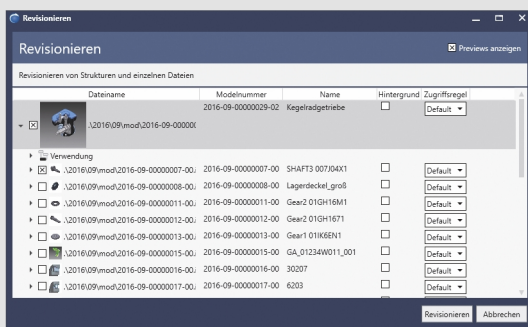 Revisionieren
Revisionieren
Previews anzeigen
Revisionieren von Strukturen und einzelnen Dateien
Dateiname Modelnummer Name Hintergrund Zugriffsregel
.\2016\09\mod\2016-09-00000( 2016-09-00000029-02 Kegelradgetriebe Default
Verwendung
.\2016\09\mod\2016-09-00000007-00. 2016-09-00000007-00 SHAFT3 007J04X1 Default
.\2016\09\mod\2016-09-00000008-00. 2016-09-00000008-00 Lagerdeckel_groß Default
.\2016\09\mod\2016-09-00000011-00. 2016-09-00000011-00 Gear2 01GH16M1 Default
.\2016\09\mod\2016-09-00000012-00. 2016-09-00000012-00 Gear2 01GH1671 Default
.\2016\09\mod\2016-09-00000013-00. 2016-09-00000013-00 Gear1 01IK6EN1 Default
.\2016\09\mod\2016-09-00000015-00. 2016-09-00000015-00 GA_01234W011_001 Default
.\2016\09\mod\2016-09-00000016-00. 2016-09-00000016-00 30207 Default
.\2016\09\mod\2016-09-00000017-00. 2016-09-00000017-00 6203 Default
Revisionieren Abbrechen